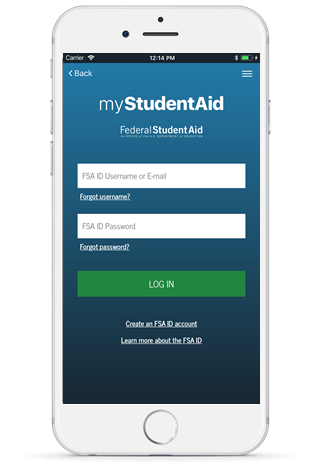 Carrier 12:14 PM
Back
myStudentAid
Federal Student Aid
An OFFICE of the U.S. DEPARTMENT of EDUCATION
FSA ID Username or E-mail
Forgot username?
FSA ID Password
Forgot password?
LOG IN
Create an FSA ID account
Learn more about the FSA ID